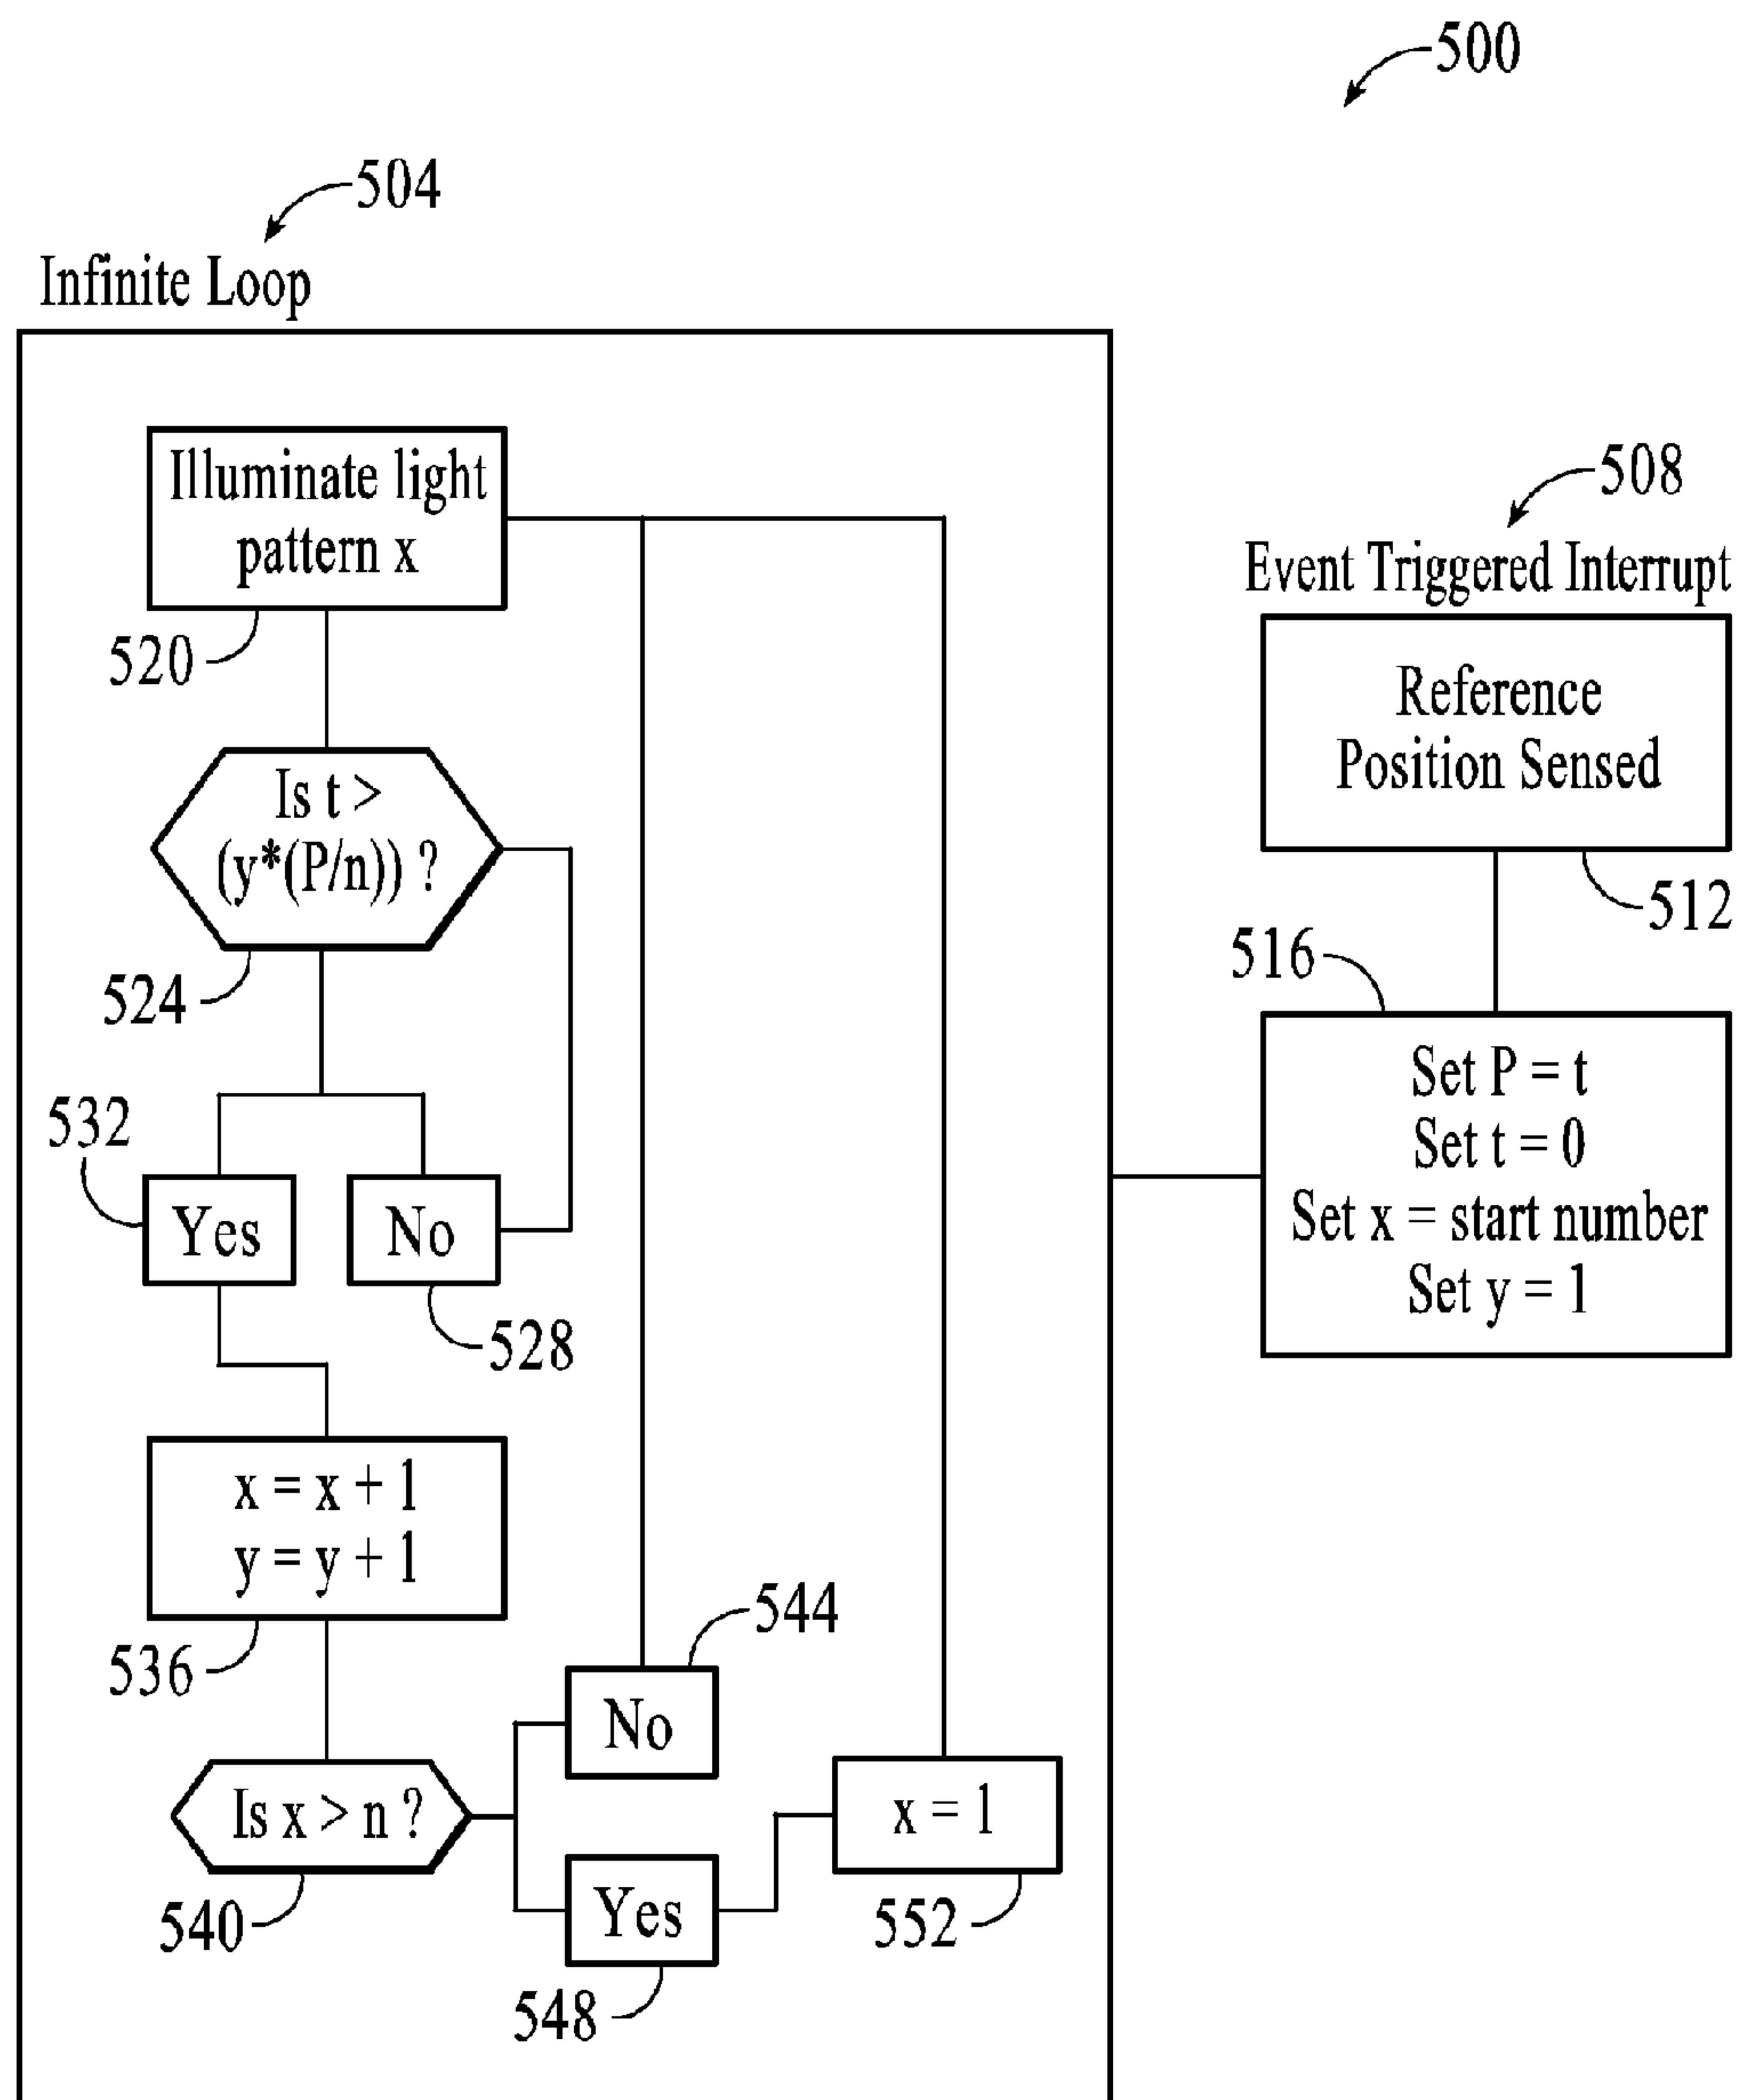 500
504
Infinite Loop
Illuminate light
pattern x
520
Is t >
(y*(P/n)) ?
524
532
Yes
No
528
x = x + 1
y = y + 1
536
Is x > n ?
540
544
No
Yes
548
x = 1
552
508
Event Triggered Interrupt
Reference
Position Sensed
512
516
Set P = t
Set t = 0
Set x = start number
Set y = 1